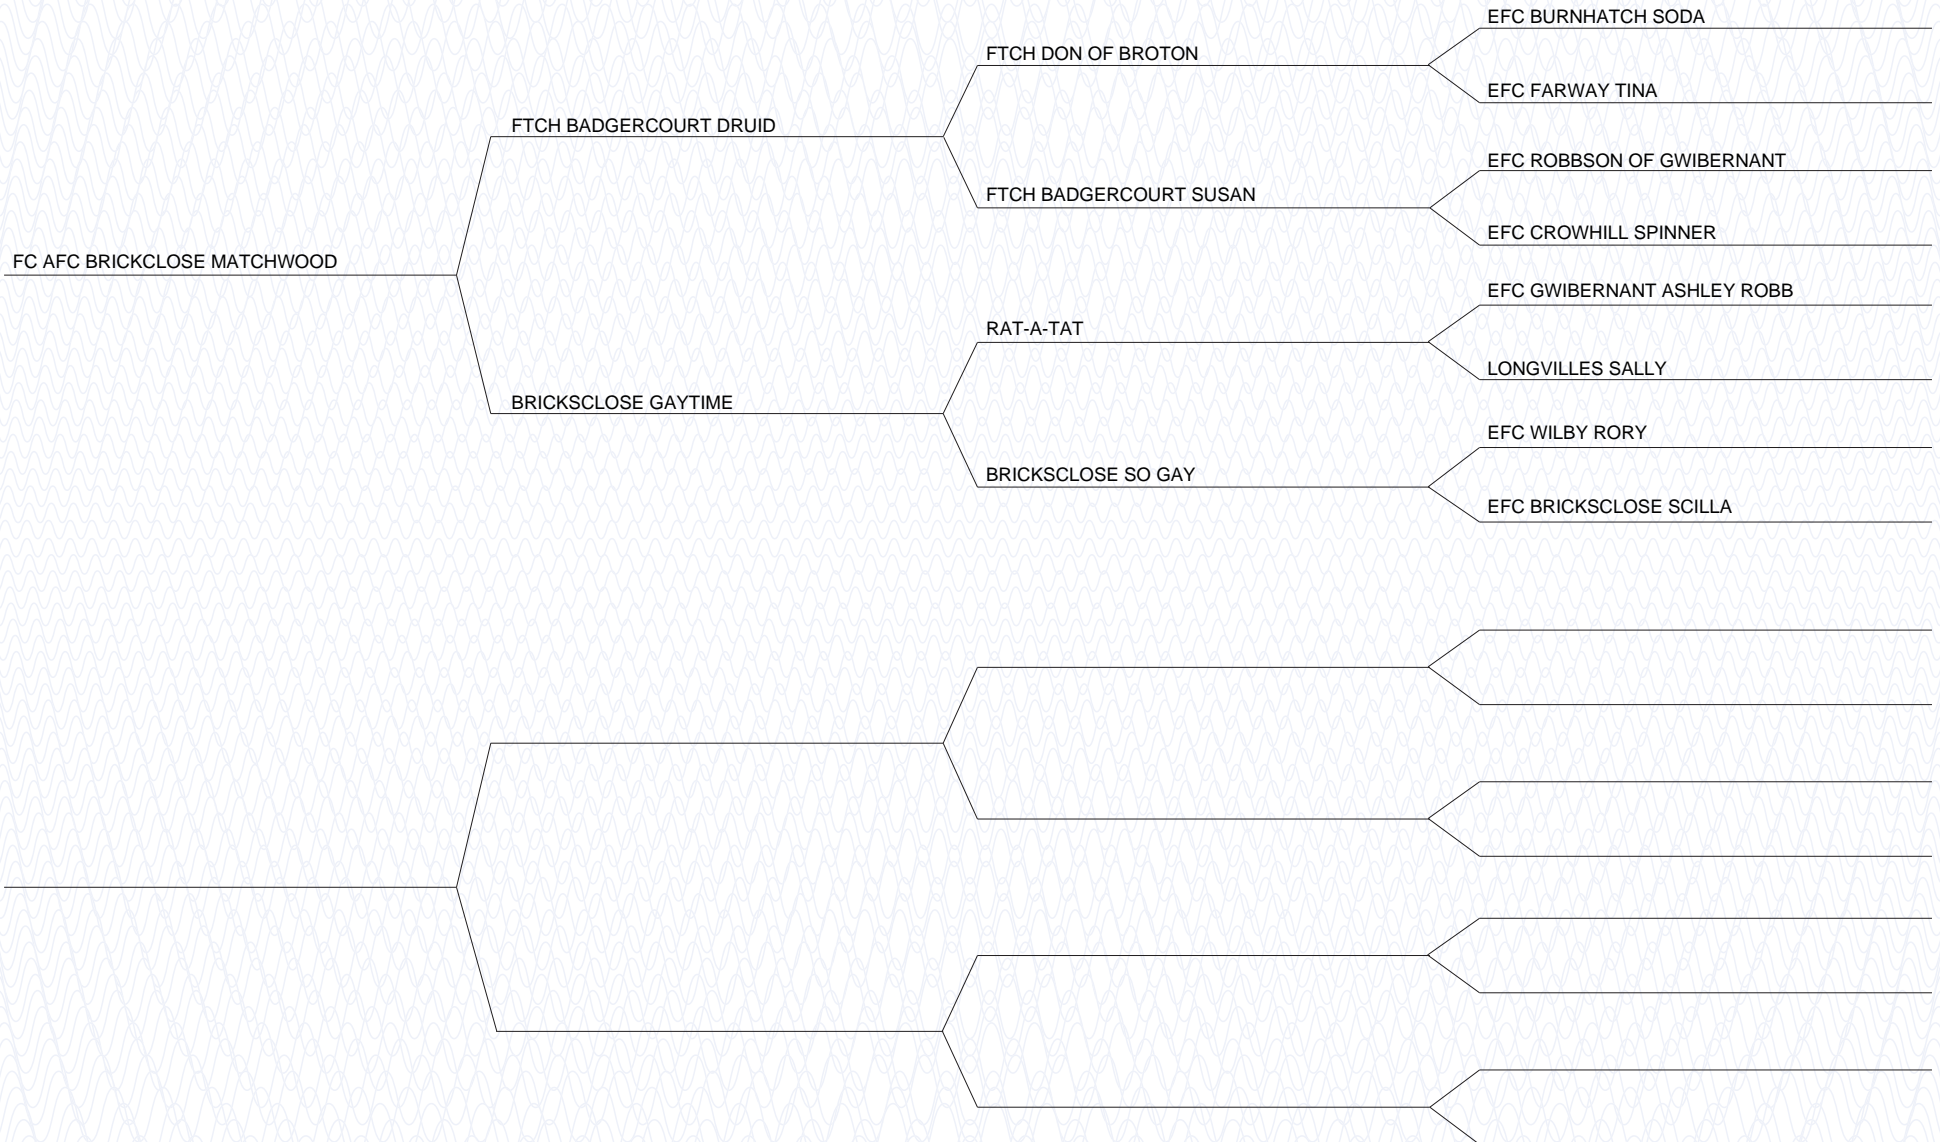 EFC BURNHATCH SODA
FTCH DON OF BROTON
EFC FARWAY TINA
FTCH BADGERCOURT DRUID
EFC ROBBSON OF GWIBERNANT
FTCH BADGERCOURT SUSAN
EFC CROWHILL SPINNER
FC AFC BRICKCLOSE MATCHWOOD
EFC GWIBERNANT ASHLEY ROBB
RAT-A-TAT
LONGVILLES SALLY
BRICKSCLOSE GAYTIME
EFC WILBY RORY
BRICKSCLOSE SO GAY
EFC BRICKSCLOSE SCILLA